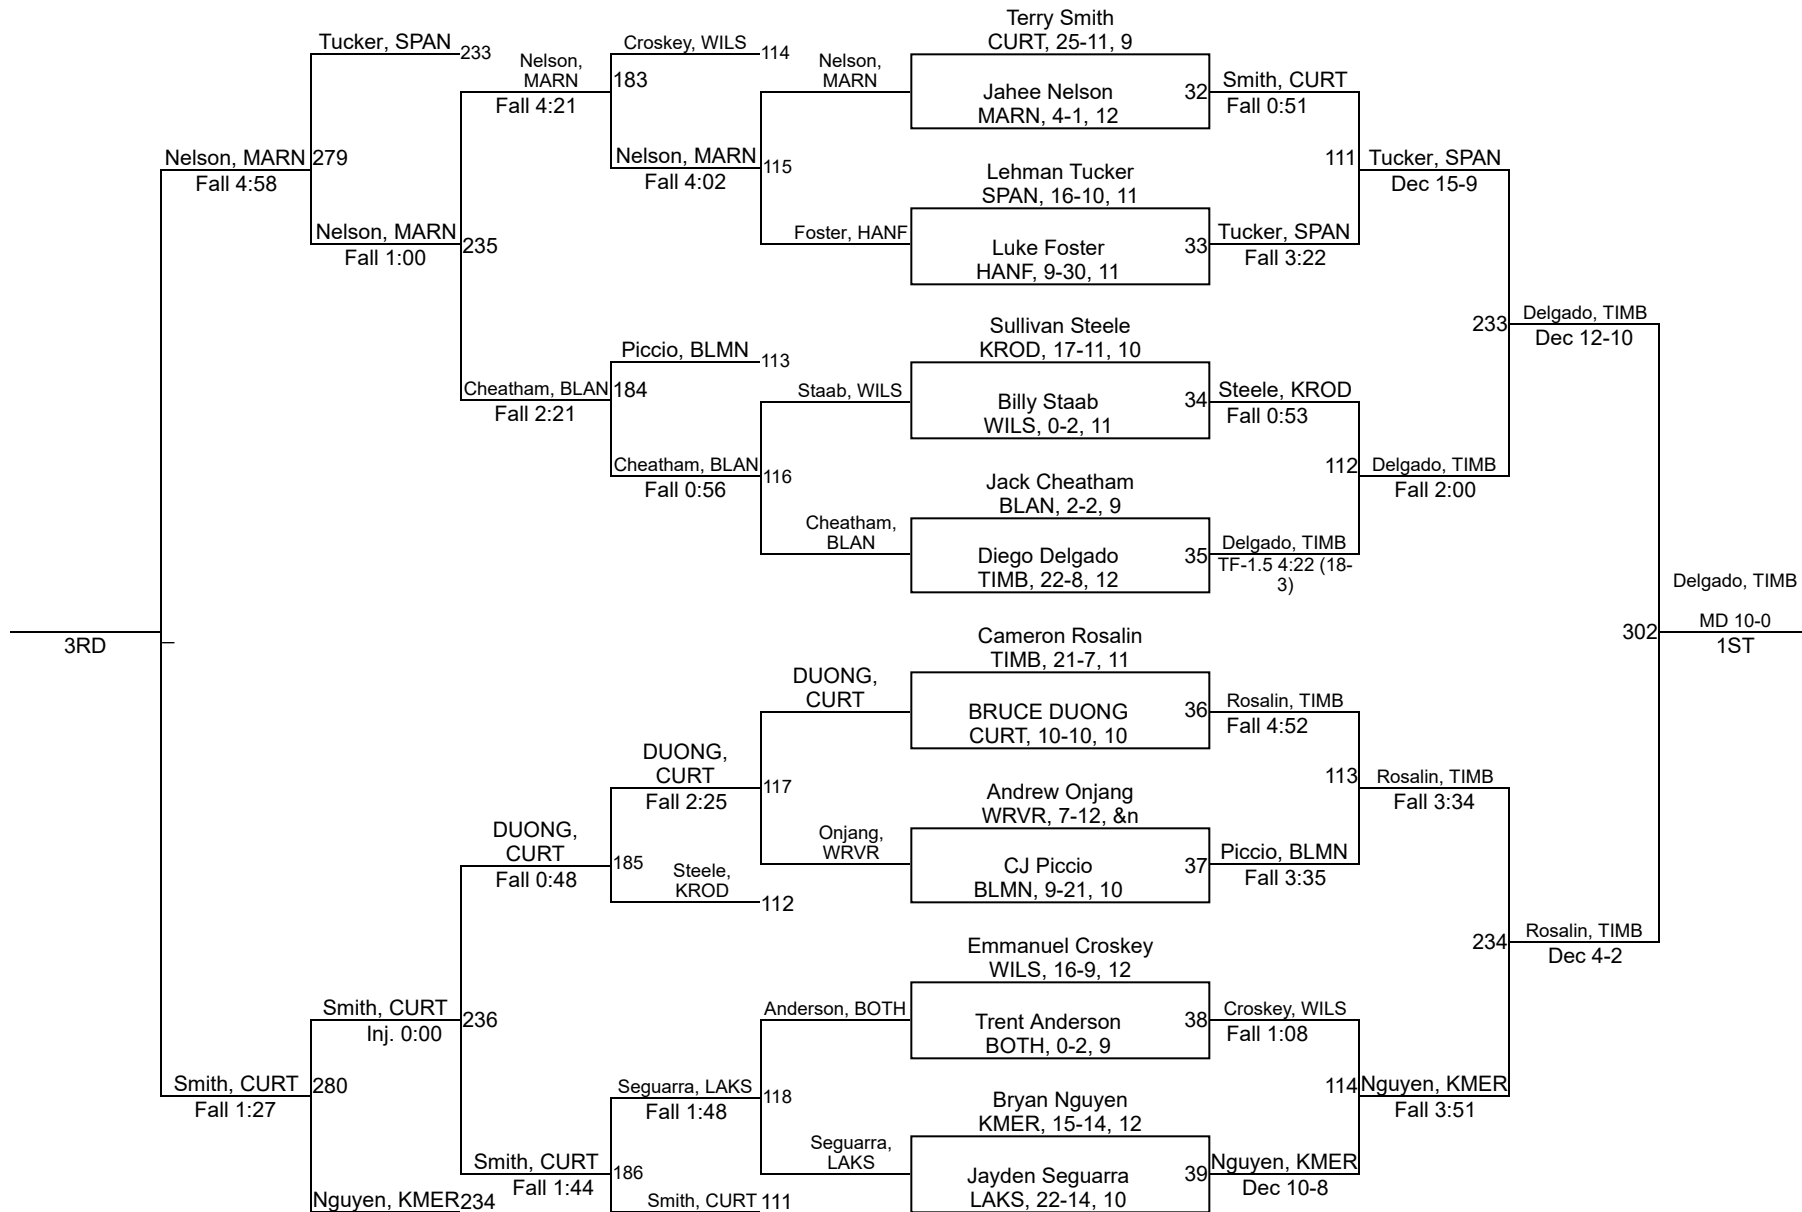 Terry Smith
CURT, 25-11, 9
Tucker, SPAN
233
Croskey, WILS
114
Nelson,
MARN
Nelson,
MARN
183
Fall 4:21
Jahee Nelson
MARN, 4-1, 12
32
Smith, CURT
Fall 0:51
Nelson, MARN
279
Fall 4:58
Nelson, MARN
115
Fall 4:02
Lehman Tucker
SPAN, 16-10, 11
111
Tucker, SPAN
Dec 15-9
Nelson, MARN
235
Fall 1:00
Foster, HANF
Luke Foster
HANF, 9-30, 11
33
Tucker, SPAN
Fall 3:22
Sullivan Steele
KROD, 17-11, 10
233
Delgado, TIMB
Dec 12-10
Piccio, BLMN
113
Cheatham, BLAN
184
Fall 2:21
Staab, WILS
Billy Staab
WILS, 0-2, 11
34
Steele, KROD
Fall 0:53
Cheatham, BLAN
116
Fall 0:56
Jack Cheatham
BLAN, 2-2, 9
112
Delgado, TIMB
Fall 2:00
Cheatham,
BLAN
Diego Delgado
TIMB, 22-8, 12
35
Delgado, TIMB
TF-1.5 4:22 (18-
3)
Delgado, TIMB
302
MD 10-0
1ST
3RD
Cameron Rosalin
TIMB, 21-7, 11
DUONG,
CURT
BRUCE DUONG
CURT, 10-10, 10
36
Rosalin, TIMB
Fall 4:52
DUONG,
CURT
117
Fall 2:25
Andrew Onjang
WRVR, 7-12, &n
113
Rosalin, TIMB
Fall 3:34
DUONG,
CURT
185
Fall 0:48
Onjang,
WRVR
CJ Piccio
BLMN, 9-21, 10
37
Piccio, BLMN
Fall 3:35
Steele,
KROD
112
Emmanuel Croskey
WILS, 16-9, 12
234
Rosalin, TIMB
Dec 4-2
Smith, CURT
236
Inj. 0:00
Anderson, BOTH
Trent Anderson
BOTH, 0-2, 9
38
Croskey, WILS
Fall 1:08
Smith, CURT
280
Fall 1:27
Seguarra, LAKS
118
Fall 1:48
Bryan Nguyen
KMER, 15-14, 12
114
Nguyen, KMER
Fall 3:51
Smith, CURT
186
Fall 1:44
Seguarra,
LAKS
Jayden Seguarra
LAKS, 22-14, 10
39
Nguyen, KMER
Dec 10-8
Nguyen, KMER
234
Smith, CURT
111